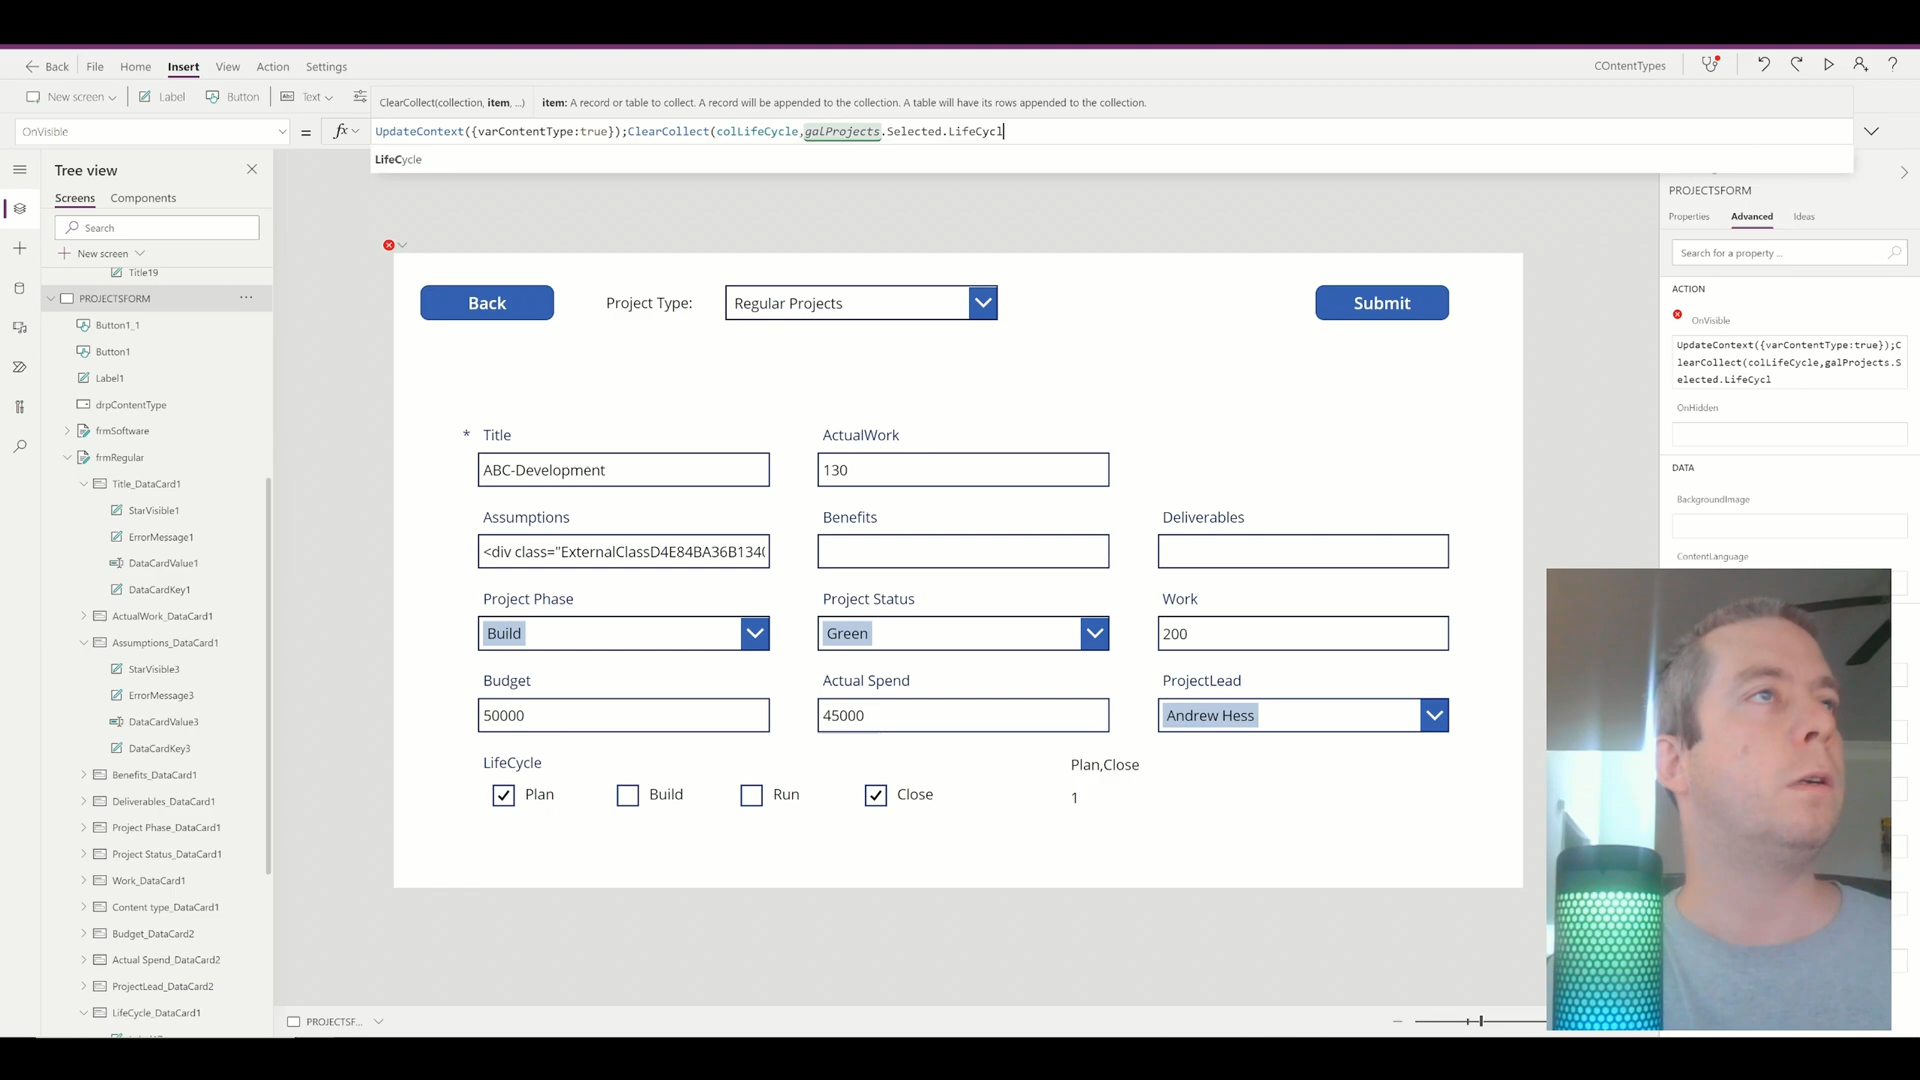 Back File Home Insert View Action Settings COntentTypes
New screen Label Button Text
ClearCollect(collection, item, ...) item: A record or table to collect. A record will be appended to the collection. A table will have its rows appended to the collection.
OnVisible = fx UpdateContext({varContentType:true});ClearCollect(colLifeCycle,galProjects.Selected.LifeCycl
LifeCycle
Tree view
Screens Components
Search
New screen
Title19
PROJECTSFORM
Button1_1
Button1
Label1
drpContentType
frmSoftware
frmRegular
Title_DataCard1
StarVisible1
ErrorMessage1
DataCardValue1
DataCardKey1
ActualWork_DataCard1
Assumptions_DataCard1
StarVisible3
ErrorMessage3
DataCardValue3
DataCardKey3
Benefits_DataCard1
Deliverables_DataCard1
Project Phase_DataCard1
Project Status_DataCard1
Work_DataCard1
Content type_DataCard1
Budget_DataCard2
Actual Spend_DataCard2
ProjectLead_DataCard2
LifeCycle_DataCard1
Back Project Type: Regular Projects Submit
* Title ActualWork
ABC-Development 130
Assumptions Benefits Deliverables
<div class="ExternalClassD4E84BA36B134(
Project Phase Project Status Work
Build Green 200
Budget Actual Spend ProjectLead
50000 45000 Andrew Hess
LifeCycle Plan,Close
Plan Build Run Close 1
PROJECTSF...
PROJECTSFORM
Properties Advanced Ideas
Search for a property ...
ACTION
OnVisible
UpdateContext({varContentType:true});C
learCollect(colLifeCycle,galProjects.S
elected.LifeCycl
OnHidden
DATA
BackgroundImage
ContentLanguage